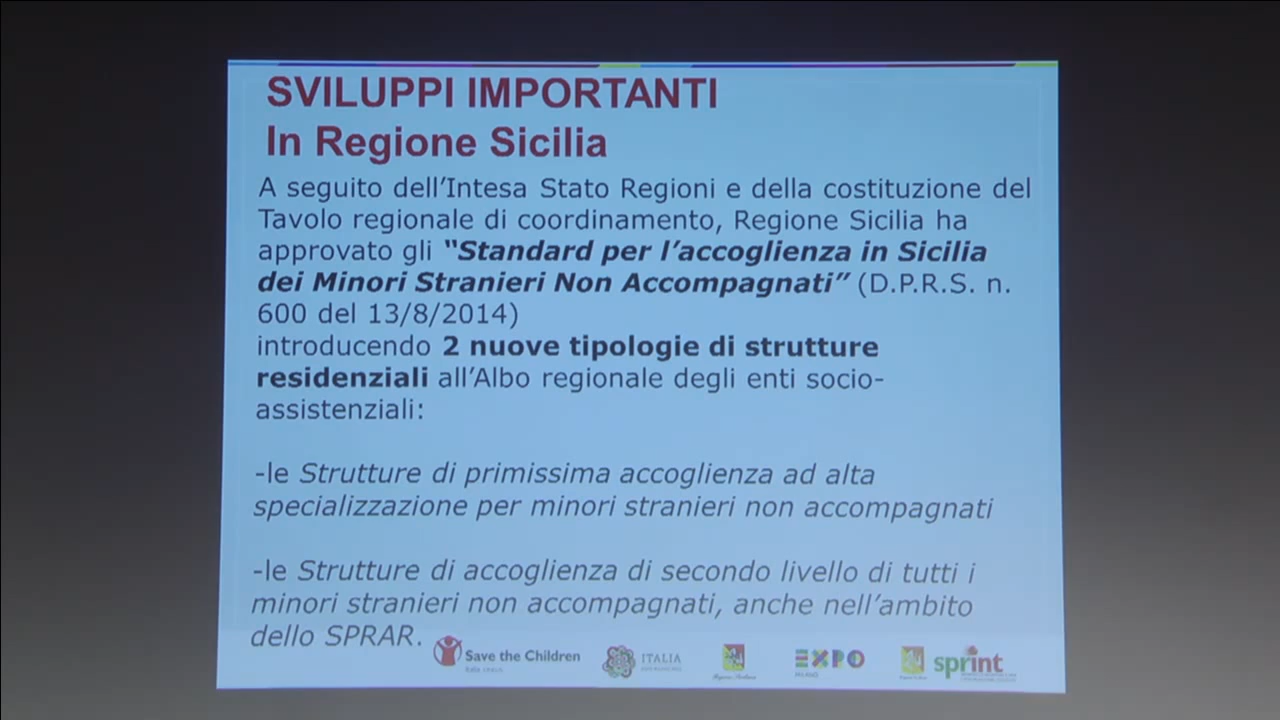 SVILUPPI IMPORTANTI
In Regione Sicilia
A seguito dell'Intesa Stato Regioni e della costituzione del
Tavolo regionale di coordinamento, Regione Sicilia ha
approvato gli "Standard per l'accoglienza in Sicilia
dei Minori Stranieri Non Accompagnati" (D.P.R.S. n.
600 del 13/8/2014)
introducendo 2 nuove tipologie di strutture
residenziali all'Albo regionale degli enti socio-
assistenziali:
-le Strutture di primissima accoglienza ad alta
specializzazione per minori stranieri non accompagnati
-le Strutture di accoglienza di secondo livello di tutti i
minori stranieri non accompagnati, anche nell'ambito
dello SPRAR.
Save the Children
ITALIA
EXPO
sprint